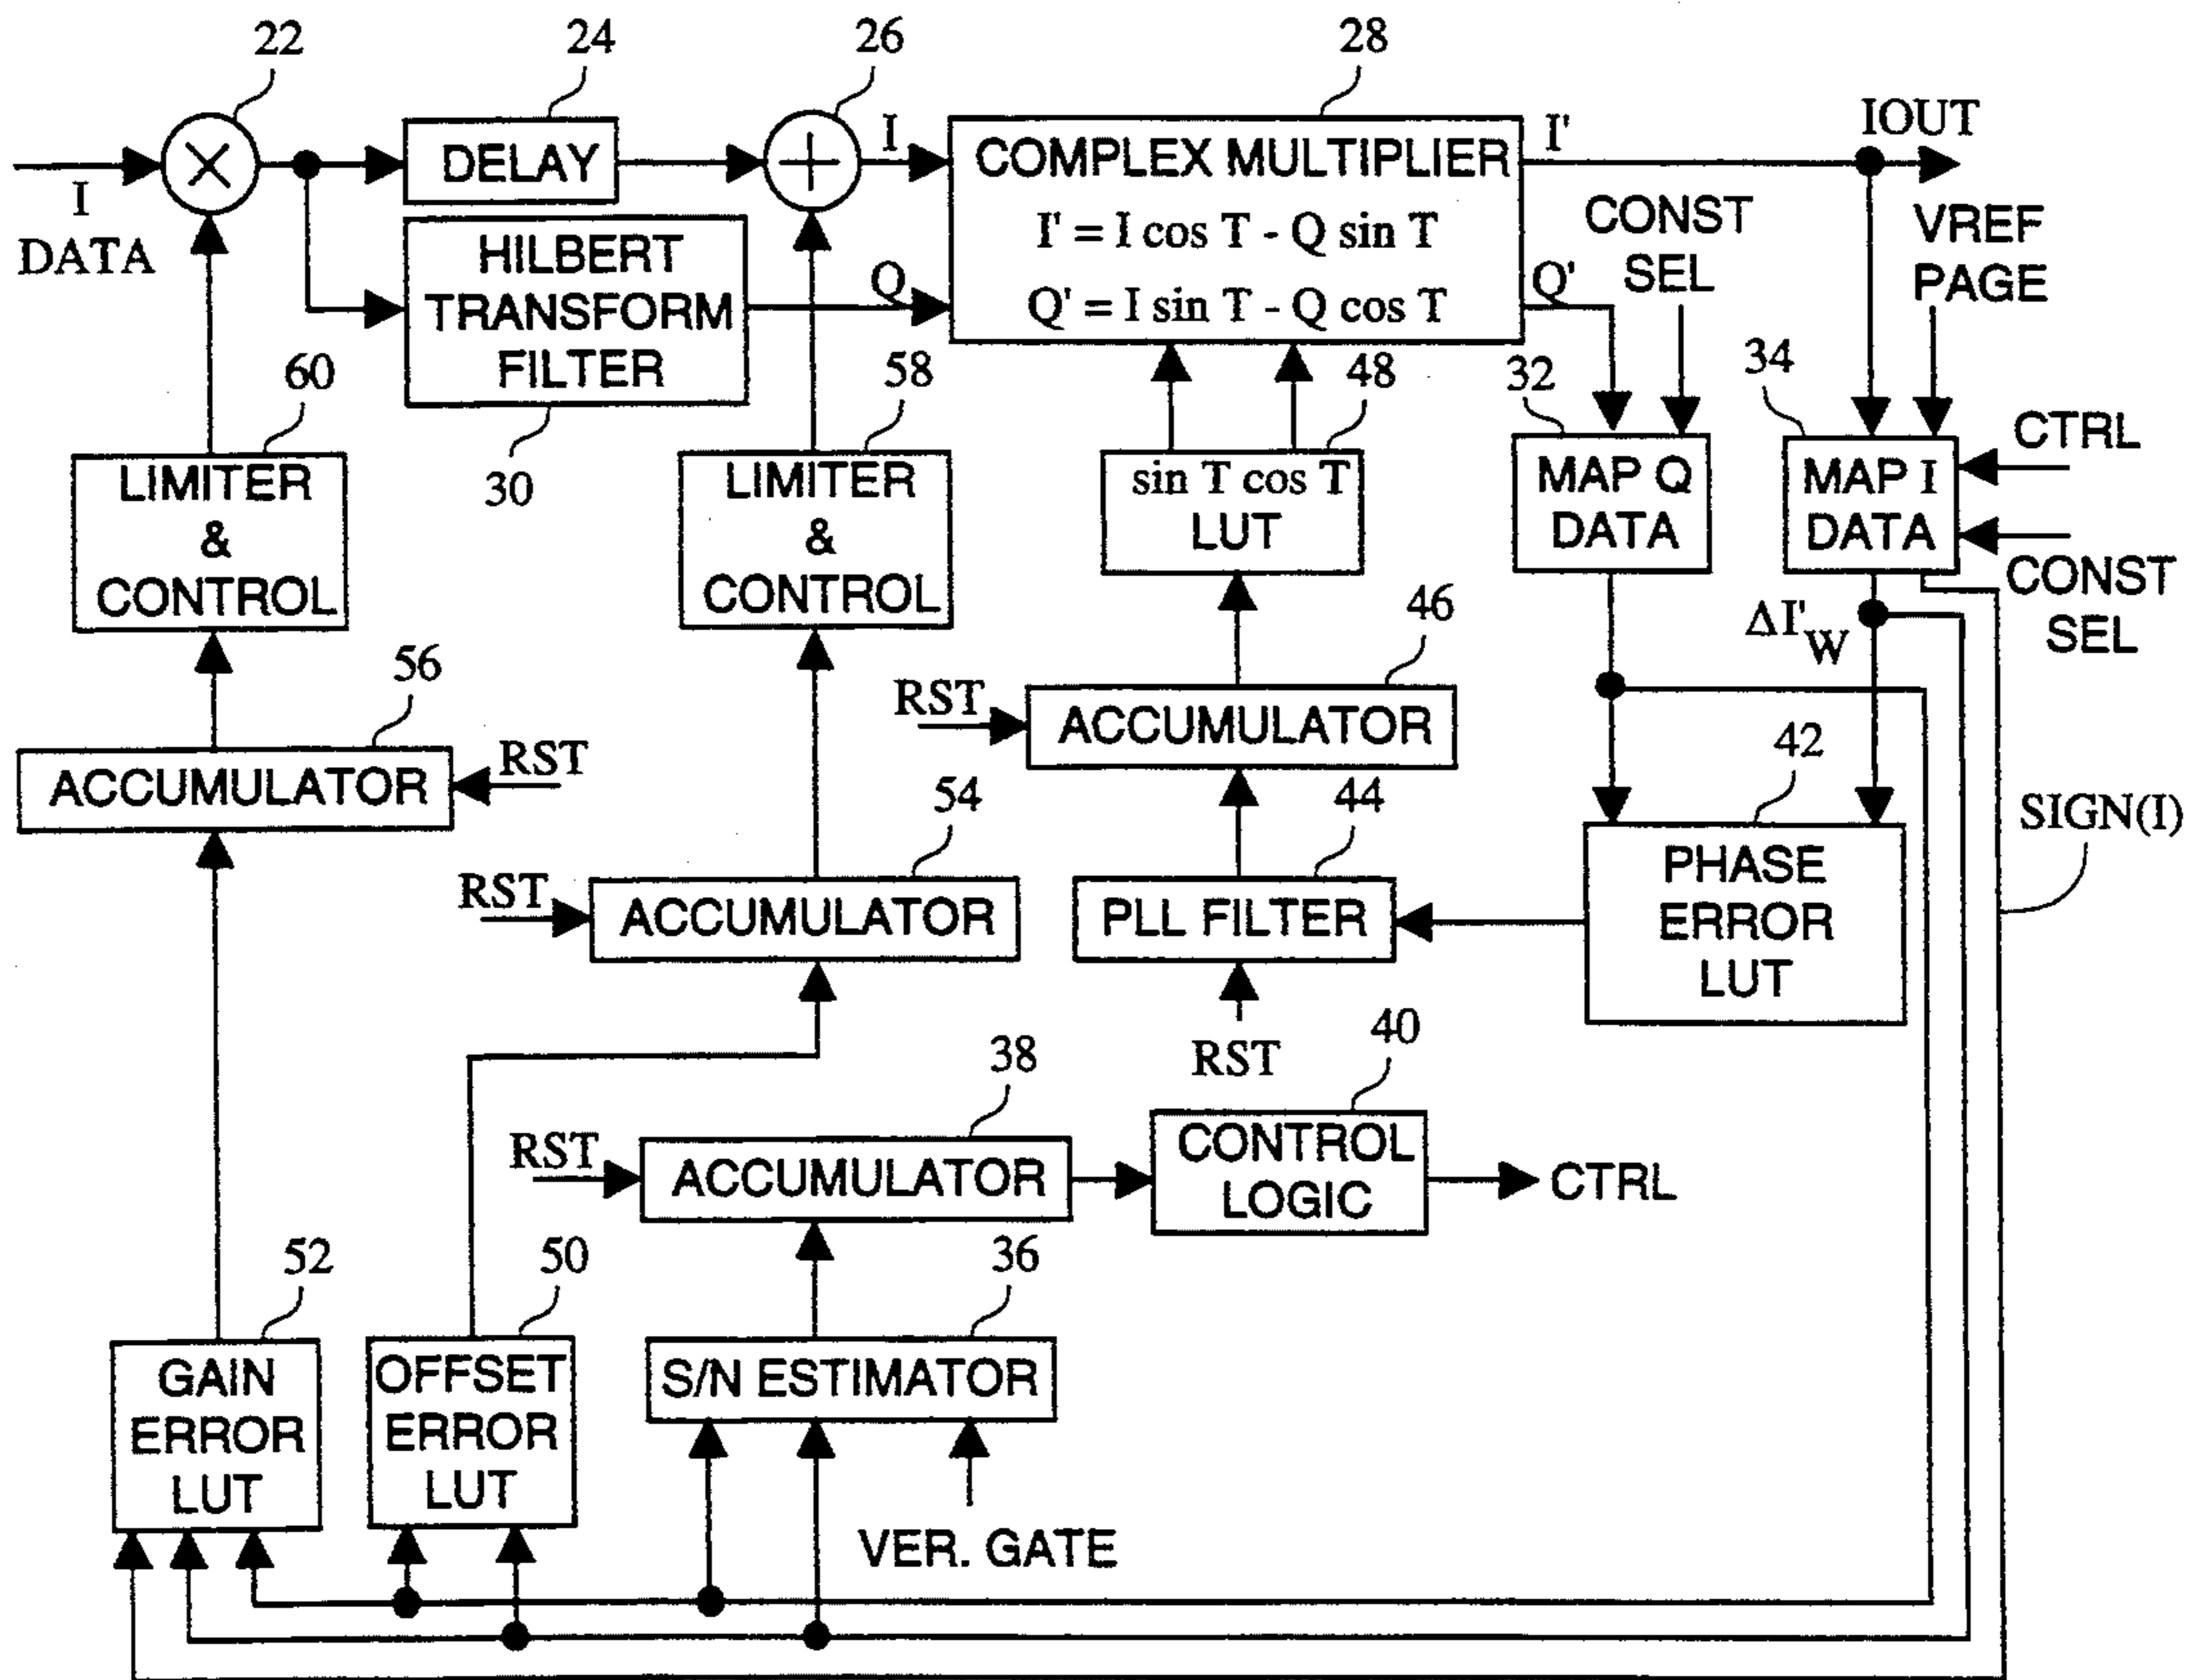 22
24
26
28
I
DATA
DELAY
I
COMPLEX MULTIPLIER
I' = I cos T - Q sin T
Q' = I sin T - Q cos T
I'
IOUT
CONST
SEL
VREF
PAGE
HILBERT
TRANSFORM
FILTER
Q
Q'
60
30
58
48
32
34
LIMITER
&
CONTROL
LIMITER
&
CONTROL
sin T cos T
LUT
MAP Q
DATA
MAP I
DATA
CTRL
CONST
SEL
ΔI'W
56
46
RST
ACCUMULATOR
ACCUMULATOR
RST
42
54
44
SIGN(I)
RST
ACCUMULATOR
PLL FILTER
PHASE
ERROR
LUT
RST
38
40
RST
ACCUMULATOR
CONTROL
LOGIC
CTRL
52
50
36
GAIN
ERROR
LUT
OFFSET
ERROR
LUT
S/N ESTIMATOR
VER. GATE